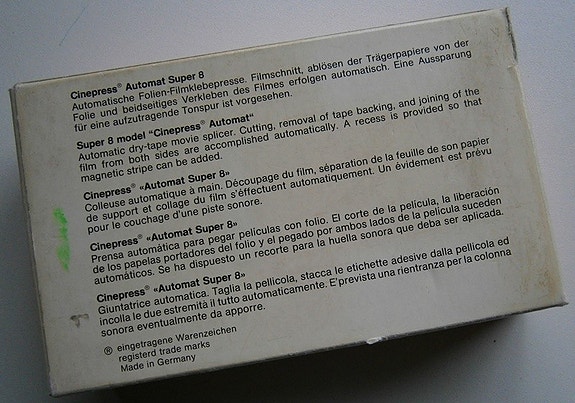 Cinepress® Automat Super 8
Automatische Folien-Filmklebepresse. Filmschnitt, ablösen der Trägerpapiere von der
Folie und beidseitiges Verkleben des Filmes erfolgen automatisch. Eine Aussparung
für eine aufzutragende Tonspur ist vorgesehen.
Super 8 model "Cinepress® Automat"
Automatic dry-tape movie splicer. Cutting, removal of tape backing, and joining of the
film from both sides are accomplished automatically. A recess is provided so that
magnetic stripe can be added.
Cinepress® «Automat Super 8»
Colleuse automatique à main. Découpage du film, séparation de la feuille de son papier
de support et collage du film s'éffectuent automatiquement. Un évidement est prévu
pour le couchage d'une piste sonore.
Cinepress® «Automat Super 8»
Prensa automática para pegar películas con folio. El corte de la película, la liberación
de los papelas portadores del folio y el pegado por ambos lados de la película suceden
automáticos. Se ha dispuesto un recorte para la huella sonora que deba ser aplicada.
Cinepress® «Automat Super 8»
Giuntatrice automatica. Taglia la pellicola, stacca le etichette adesive dalla pellicola ed
incolla le due estremità il tutto automaticamente. E'prevista una rientranza per la colonna
sonora eventualmente da apporre.
® eingetragene Warenzeichen
registerd trade marks
Made in Germany